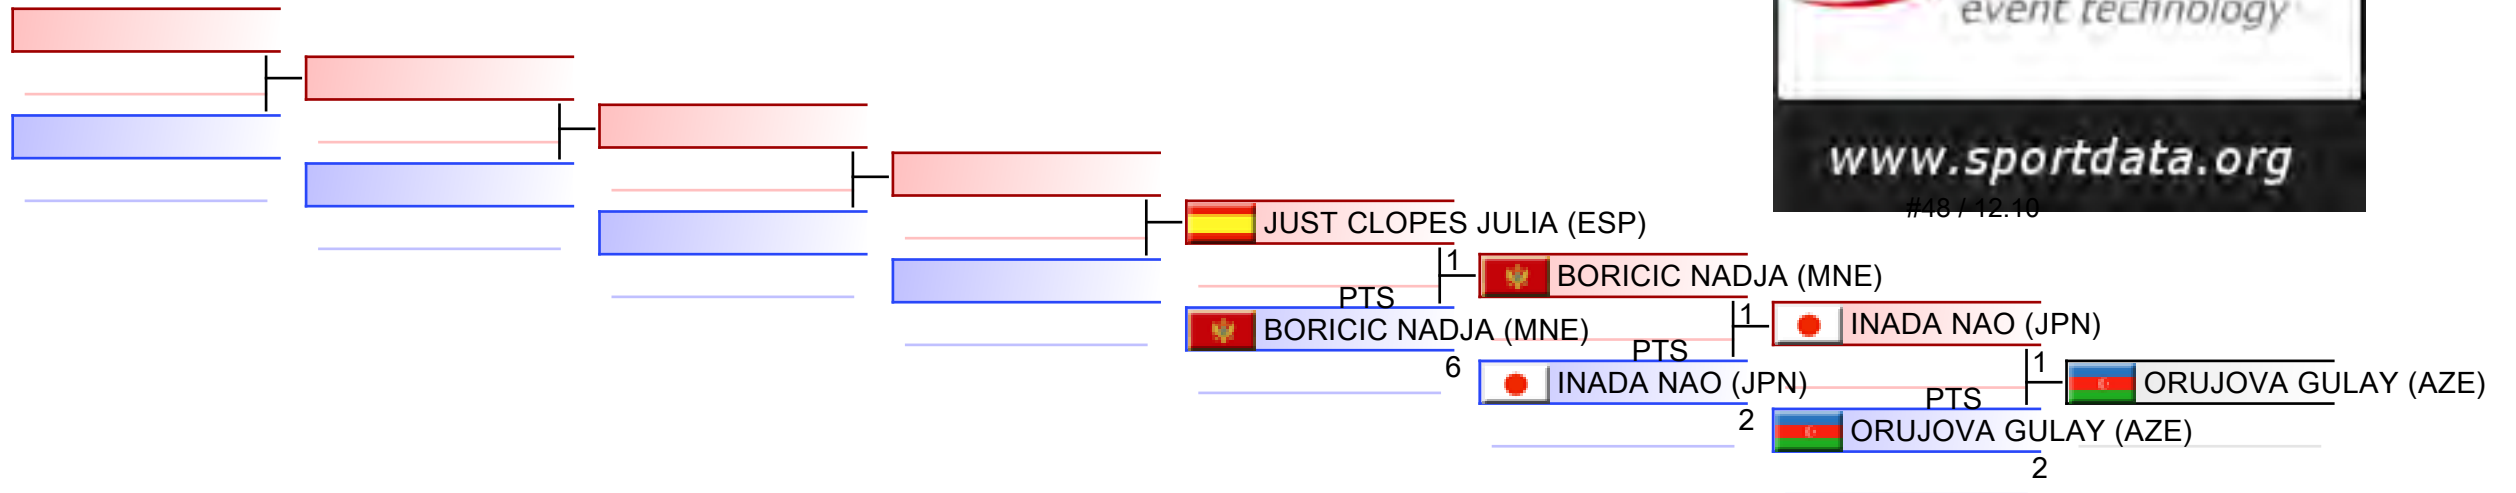 event technology
www.sportdata.org
#48 / 12.10
JUST CLOPES JULIA (ESP)
1
BORICIC NADJA (MNE)
PTS
BORICIC NADJA (MNE)
6
1
INADA NAO (JPN)
PTS
INADA NAO (JPN)
2
1
ORUJOVA GULAY (AZE)
PTS
ORUJOVA GULAY (AZE)
2